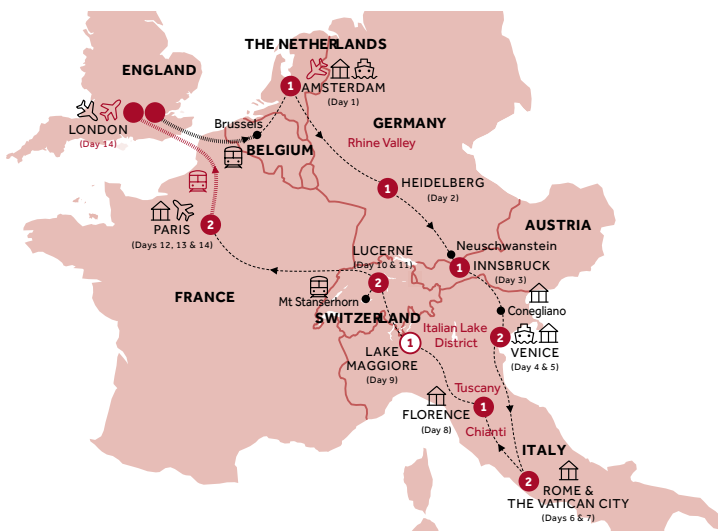 THE NETHERLANDS
ENGLAND
1
AMSTERDAM
(Day 1)
LONDON
(Day 14)
Brussels
BELGIUM
GERMANY
Rhine Valley
1
HEIDELBERG
(Day 2)
2
PARIS
(Days 12, 13 & 14)
AUSTRIA
Neuschwanstein
1
INNSBRUCK
(Day 3)
LUCERNE
(Day 10 & 11)
2
FRANCE
Mt Stanserhorn
SWITZERLAND
Conegliano
Italian Lake
District
2
VENICE
(Day 4 & 5)
1
LAKE
MAGGIORE
(Day 9)
Tuscany
1
FLORENCE
(Day 8)
Chianti
ITALY
2
ROME &
THE VATICAN CITY
(Days 6 & 7)